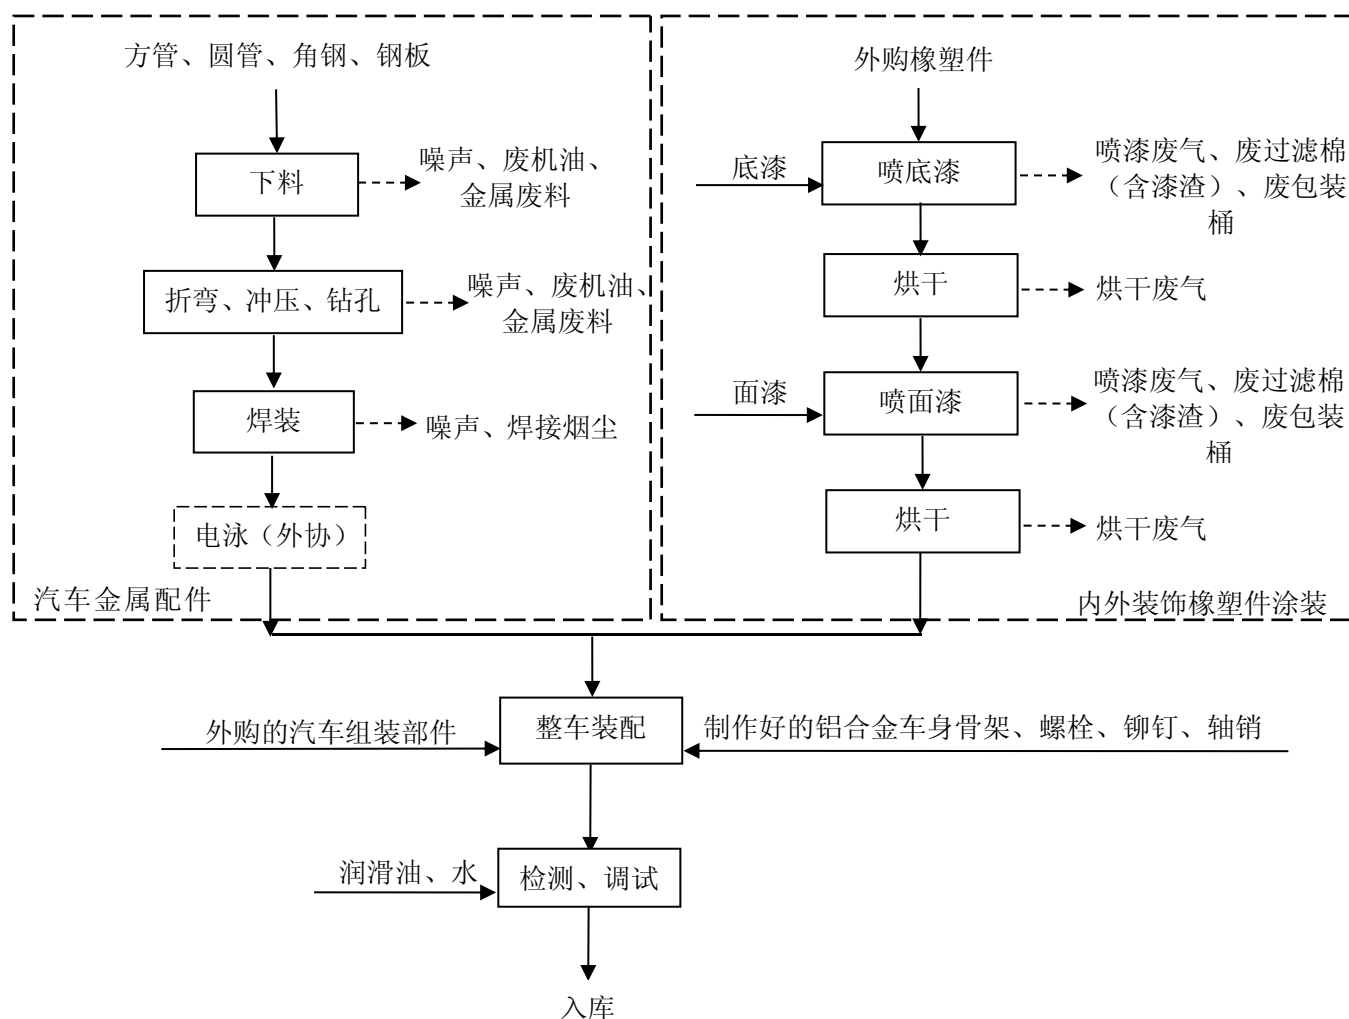 方管、圆管、角钢、钢板
下料
噪声、废机油、
金属废料
折弯、冲压、钻孔
噪声、废机油、
金属废料
焊装
噪声、焊接烟尘
电泳（外协）
汽车金属配件
外购橡塑件
底漆
喷底漆
喷漆废气、废过滤棉
（含漆渣）、废包装
桶
烘干
烘干废气
面漆
喷面漆
喷漆废气、废过滤棉
（含漆渣）、废包装
桶
烘干
烘干废气
内外装饰橡塑件涂装
外购的汽车组装部件
整车装配
制作好的铝合金车身骨架、螺栓、铆钉、轴销
润滑油、水
检测、调试
入库